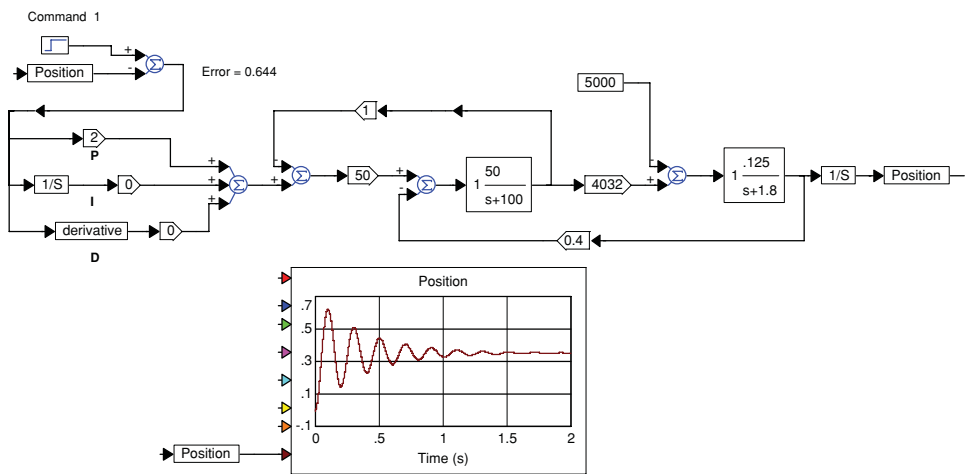 Command 1
+
-
Position
Error = 0.644
Σ
2
P
1/S
0
I
derivative
0
D
+
+
+
Σ
1
-
+
Σ
50
+
-
Σ
1 50
s+100
4032
5000
-
+
Σ
1 .125
s+1.8
1/S
Position
0.4
Position
.7
.5
.3
.1
-.1
0 .5 1 1.5 2
Time (s)
Position